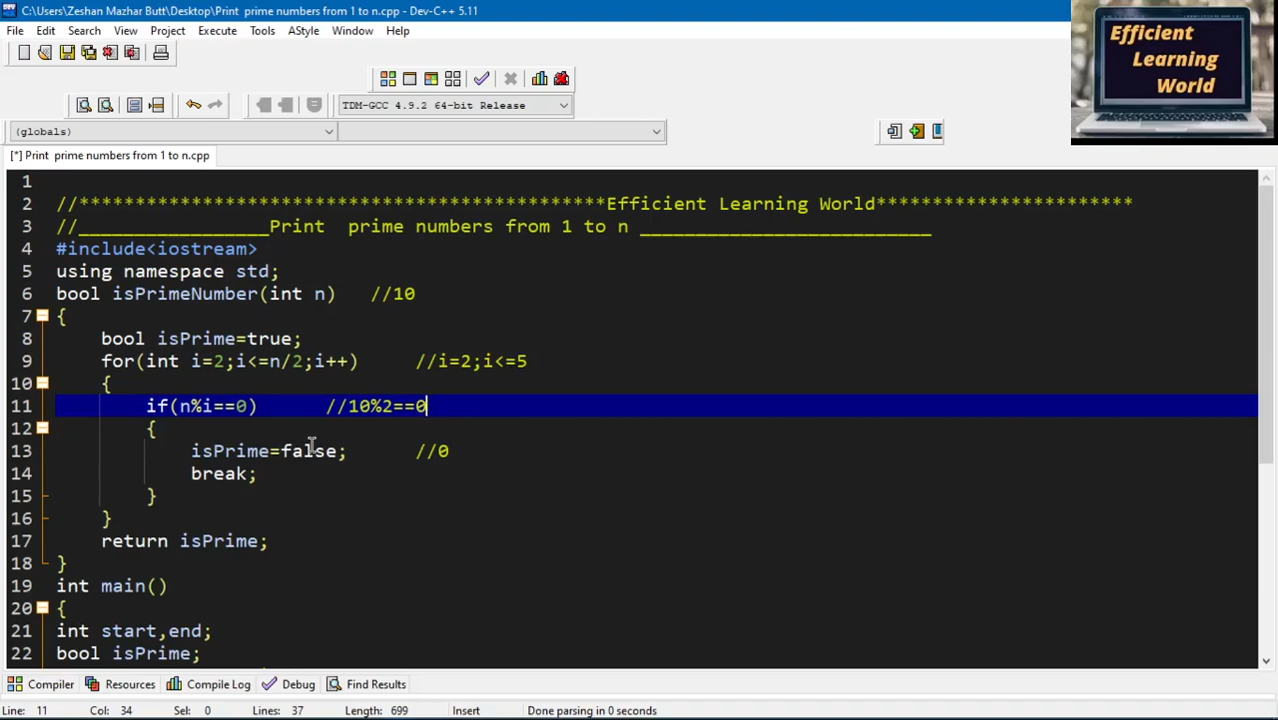 C:\Users\Zeshan Mazhar Butt\Desktop\Print  prime numbers from 1 to n.cpp - Dev-C++ 5.11
File Edit Search View Project Execute Tools AStyle Window Help
TDM-GCC 4.9.2 64-bit Release
(globals)
[*] Print  prime numbers from 1 to n.cpp
Efficient
Learning
World
1
2 //***********************************************Efficient Learning World***********************
3 //_________________Print  prime numbers from 1 to n __________________________
4 #include<iostream>
5 using namespace std;
6 bool isPrimeNumber(int n)   //10
7 {
8 bool isPrime=true;
9 for(int i=2;i<=n/2;i++)     //i=2;i<=5
10 {
11 if(n%i==0)      //10%2==0
12 {
13 isPrime=false;      //0
14 break;
15 }
16 }
17 return isPrime;
18 }
19 int main()
20 {
21 int start,end;
22 bool isPrime;
Compiler Resources Compile Log Debug Find Results
Line: 11 Col: 34 Sel: 0 Lines: 37 Length: 699 Insert Done parsing in 0 seconds